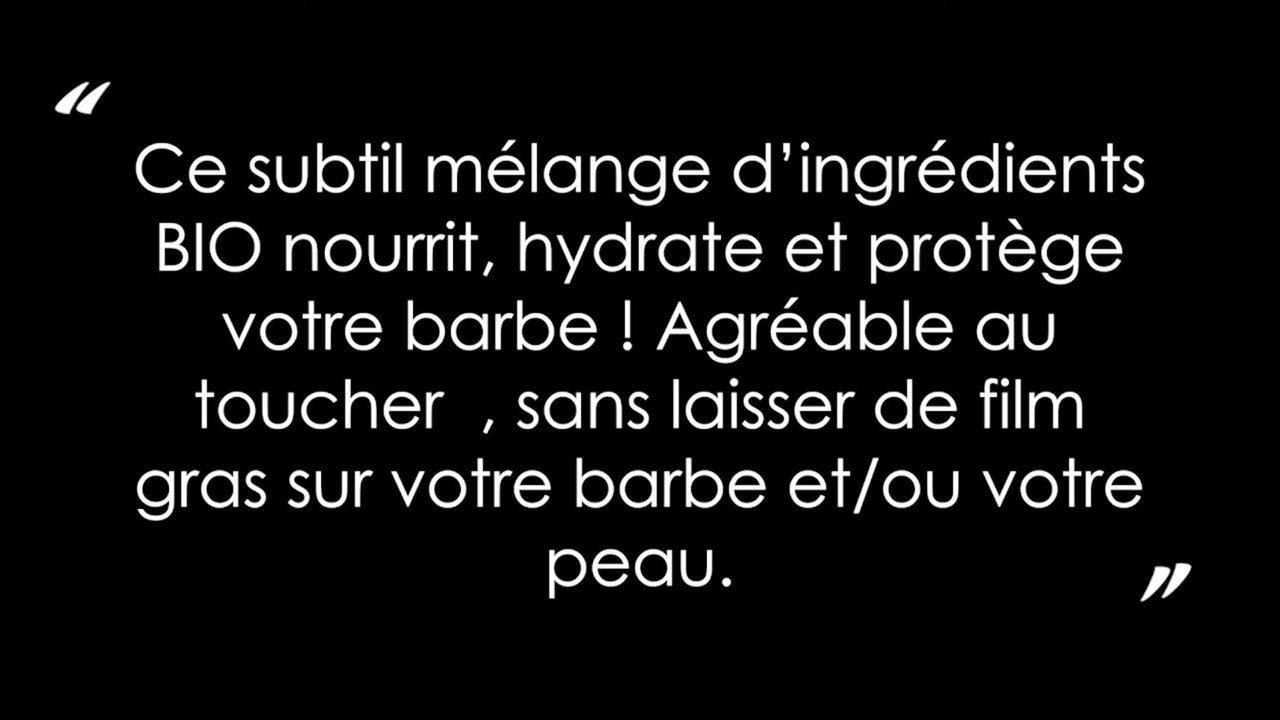 “
Ce subtil mélange d’ingrédients
BIO nourrit, hydrate et protège
votre barbe ! Agréable au
toucher  , sans laisser de film
gras sur votre barbe et/ou votre
peau.
”